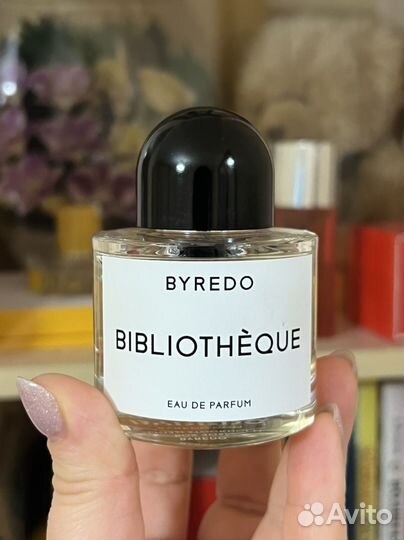 BYREDO
BIBLIOTHÈQUE
EAU DE PARFUM
Avito